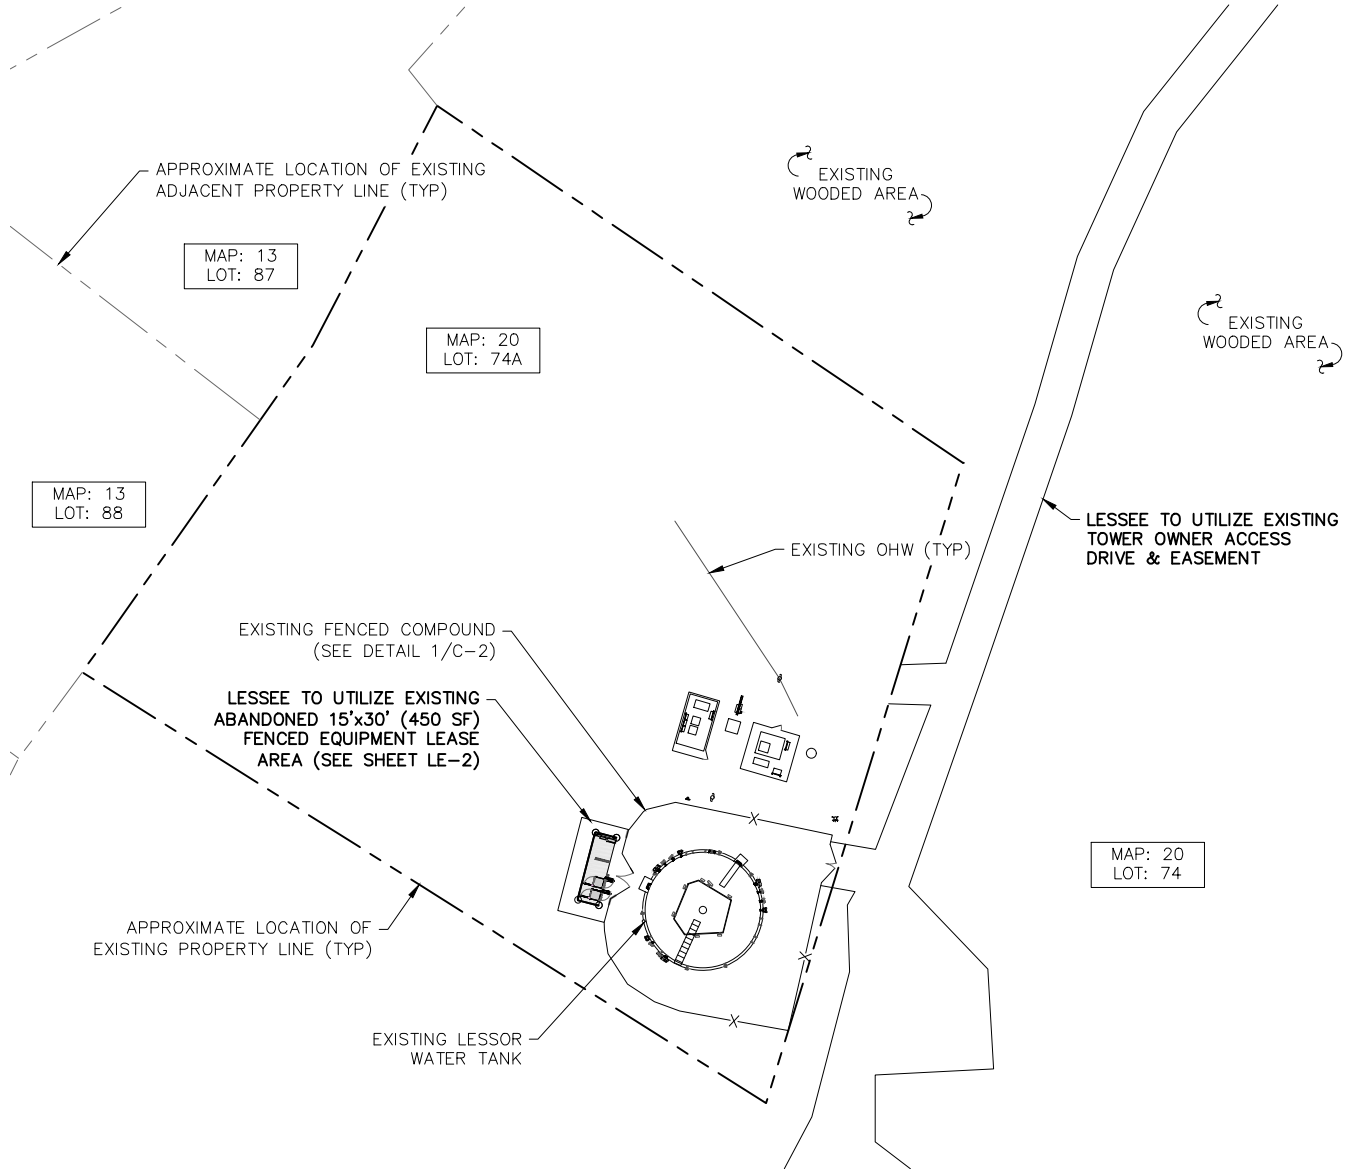 APPROXIMATE LOCATION OF EXISTING
ADJACENT PROPERTY LINE (TYP)
EXISTING
WOODED AREA
MAP: 13
LOT: 87
EXISTING
WOODED AREA
MAP: 20
LOT: 74A
MAP: 13
LOT: 88
LESSEE TO UTILIZE EXISTING
TOWER OWNER ACCESS
DRIVE & EASEMENT
EXISTING OHW (TYP)
EXISTING FENCED COMPOUND
(SEE DETAIL 1/C-2)
LESSEE TO UTILIZE EXISTING
ABANDONED 15'x30' (450 SF)
FENCED EQUIPMENT LEASE
AREA (SEE SHEET LE-2)
MAP: 20
LOT: 74
APPROXIMATE LOCATION OF
EXISTING PROPERTY LINE (TYP)
EXISTING LESSOR
WATER TANK